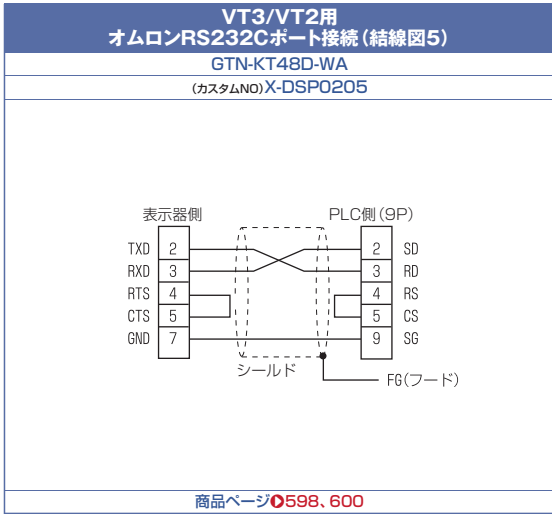 VT3/VT2用
オムロンRS232Cポート接続(結線図5)
GTN-KT48D-WA
(カスタムNO)X-DSP0205
表示器側 PLC側(9P)
TXD 2 2 SD
RXD 3 3 RD
RTS 4 4 RS
CTS 5 5 CS
GND 7 9 SG
シールド
FG(フード)
商品ページ598、600